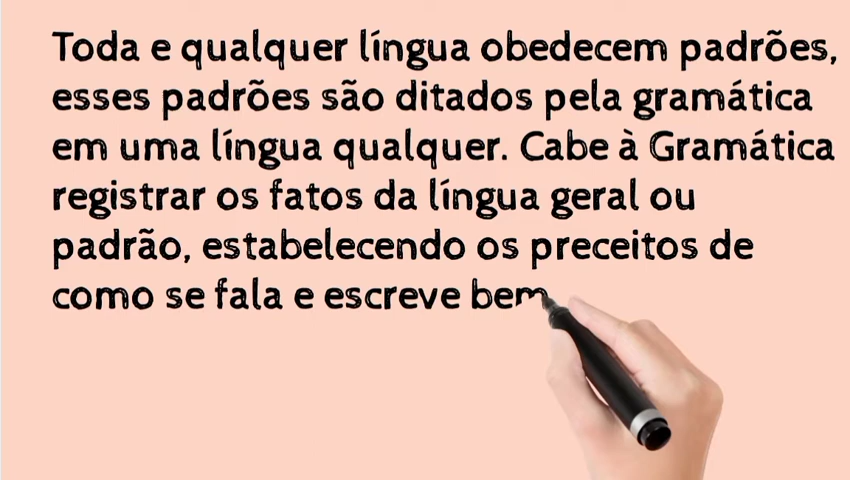 Toda e qualquer língua obedecem padrões,
esses padrões são ditados pela gramática
em uma língua qualquer. Cabe à Gramática
registrar os fatos da língua geral ou
padrão, estabelecendo os preceitos de
como se fala e escreve bem